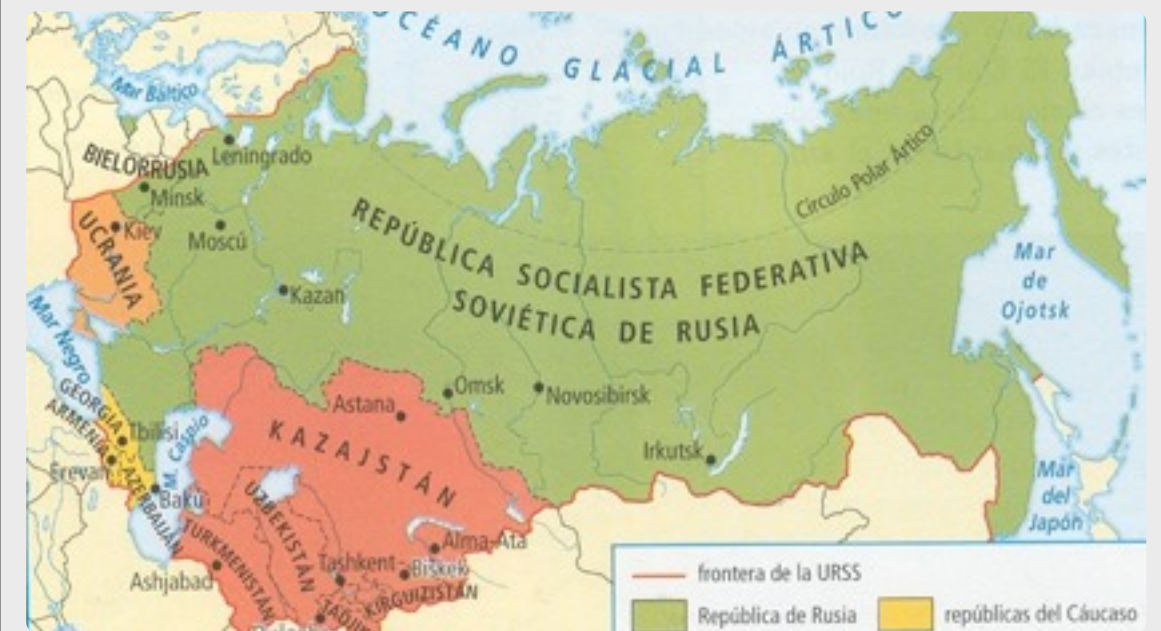 OCÉANO GLACIAL ÁRTICO
Mar Báltico
Círculo Polar Ártico
BIELORRUSIA
Leningrado
Minsk
UCRANIA
Kiev
Moscú
REPÚBLICA SOCIALISTA FEDERATIVA
SOVIÉTICA DE RUSIA
Kazan
Mar
de
Ojotsk
Mar Negro
Omsk
Novosibirsk
Astana
GEORGIA
ARMENIA
Tbilisi
M. Caspio
KAZAJSTÁN
Irkutsk
Erevan
AZERBAIJÁN
Bakú
UZBEKISTÁN
Mar
del
Japón
TURKMENISTÁN
Alma-Ata
Tashkent
Biskek
Ashjabad
KIRGUIZISTÁN
TADJIK
frontera de la URSS
República de Rusia
repúblicas del Cáucaso